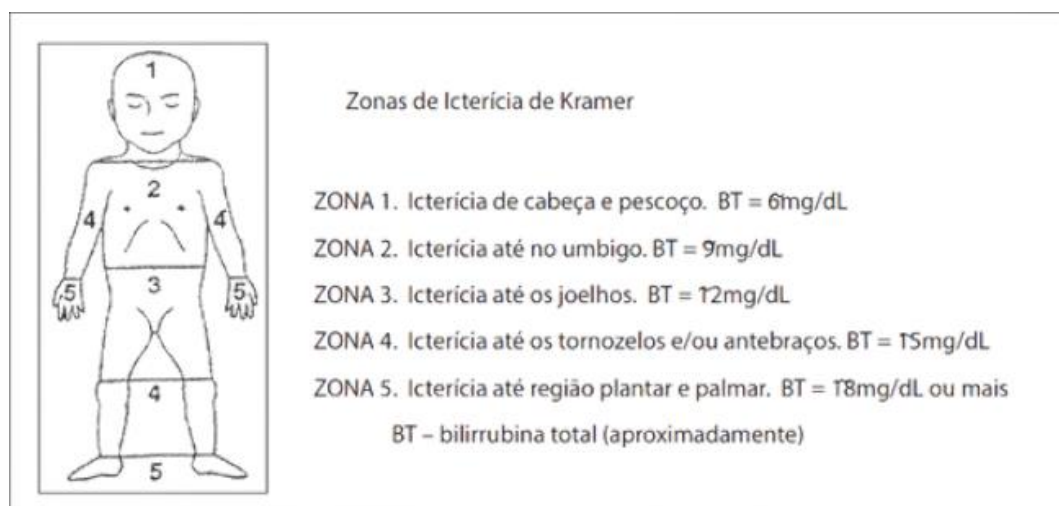 1
2
4
4
3
5
5
4
5
Zonas de Icterícia de Kramer
ZONA 1. Icterícia de cabeça e pescoço. BT = 6mg/dL
ZONA 2. Icterícia até no umbigo. BT = 9mg/dL
ZONA 3. Icterícia até os joelhos. BT = 12mg/dL
ZONA 4. Icterícia até os tornozelos e/ou antebraços. BT = 15mg/dL
ZONA 5. Icterícia até região plantar e palmar. BT = 18mg/dL ou mais
BT – bilirrubina total (aproximadamente)